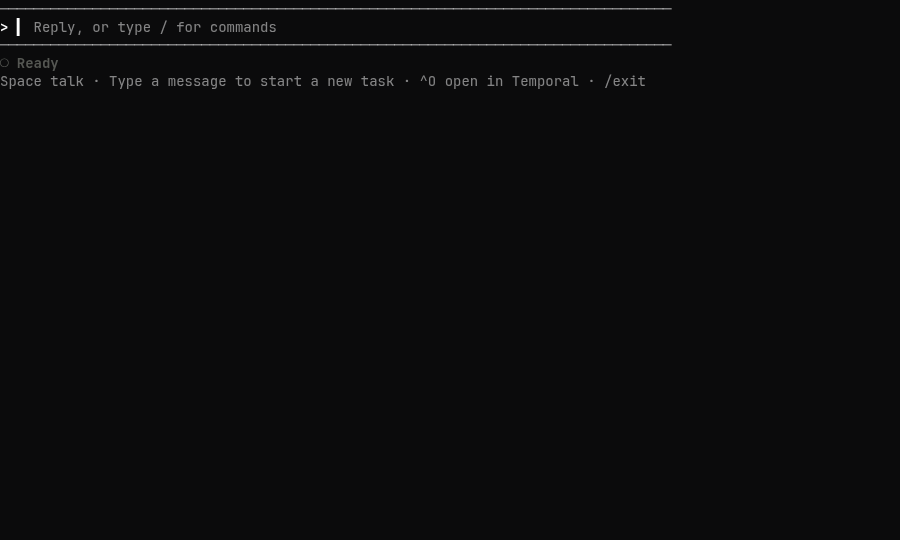 > Reply, or type / for commands
○ Ready
Space talk · Type a message to start a new task · ^O open in Temporal · /exit